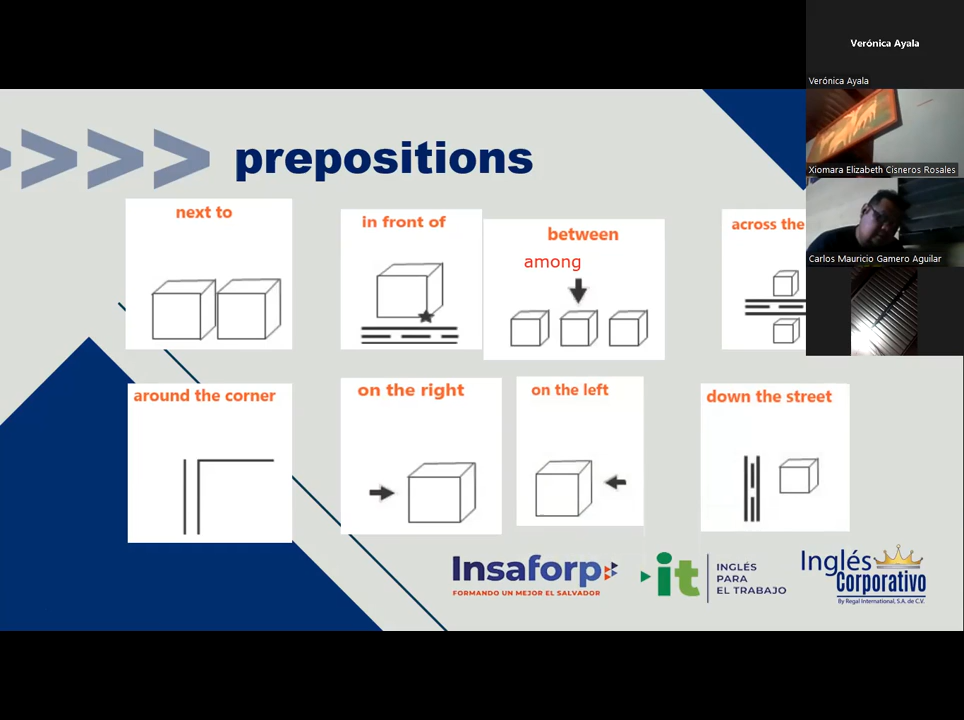 Verónica Ayala
Verónica Ayala
Xiomara Elizabeth Cisneros Rosales
Carlos Mauricio Gamero Aguilar
prepositions
next to
in front of
between
among
across the
around the corner
on the right
on the left
down the street
Insaforp
FORMANDO UN MEJOR EL SALVADOR
it
INGLÉS
PARA
EL TRABAJO
Inglés
Corporativo
By Regal International, S.A. de C.V.